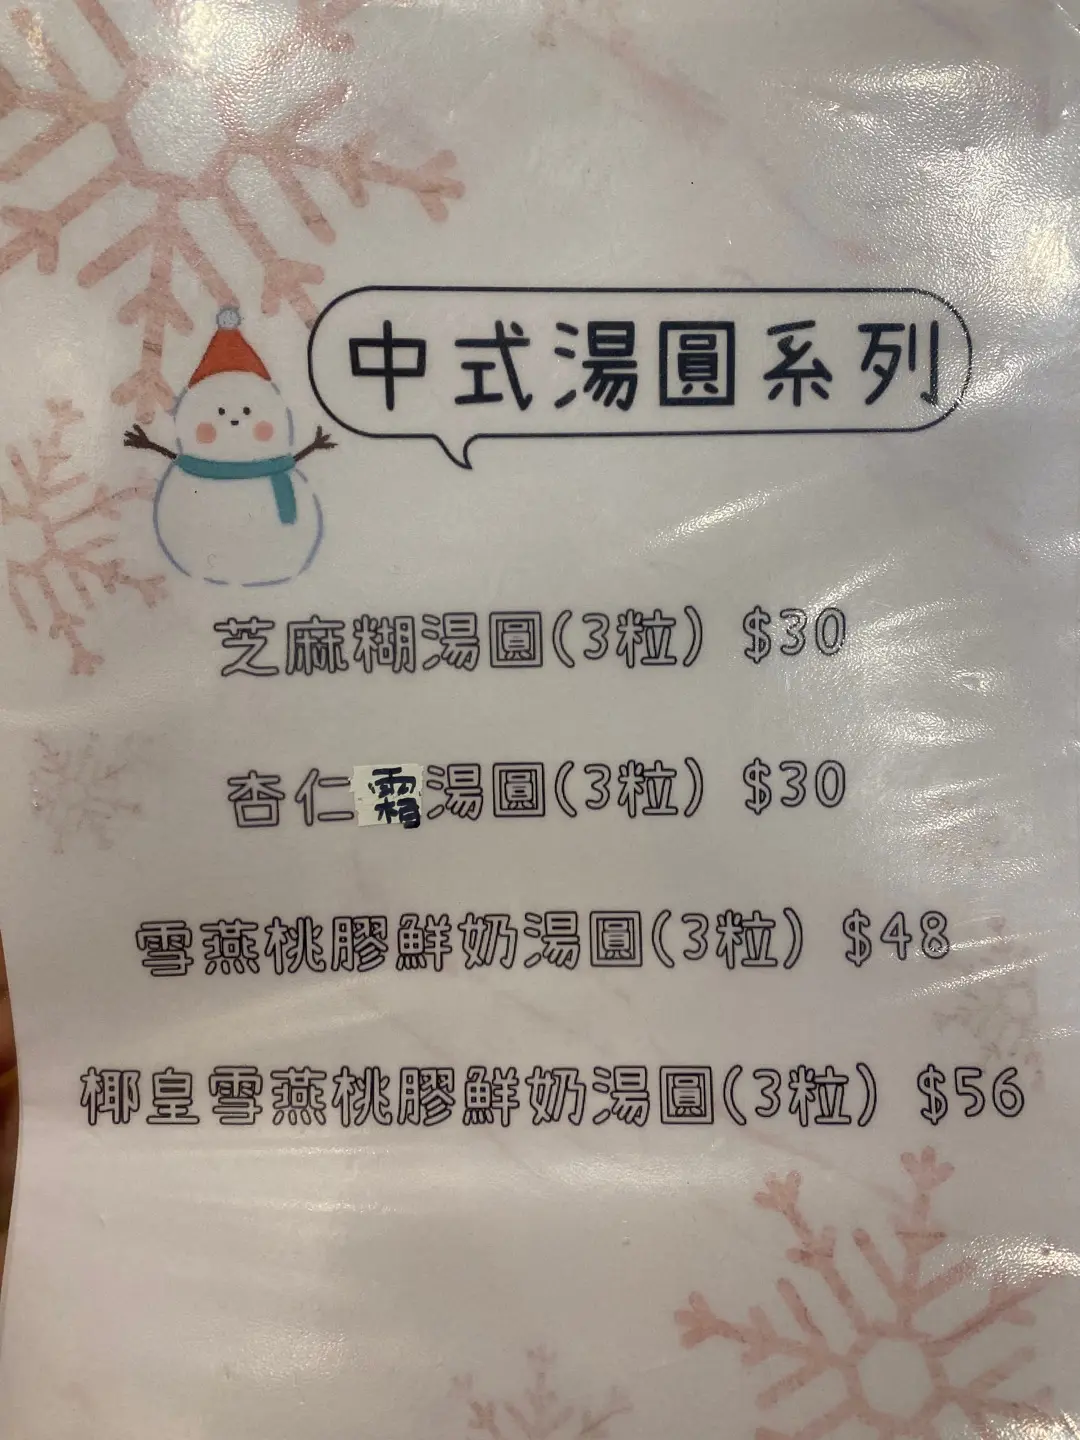 中式湯圓系列
芝麻糊湯圓(3粒) $30
杏仁霜湯圓(3粒) $30
雪燕桃膠鮮奶湯圓(3粒) $48
椰皇雪燕桃膠鮮奶湯圓(3粒) $56